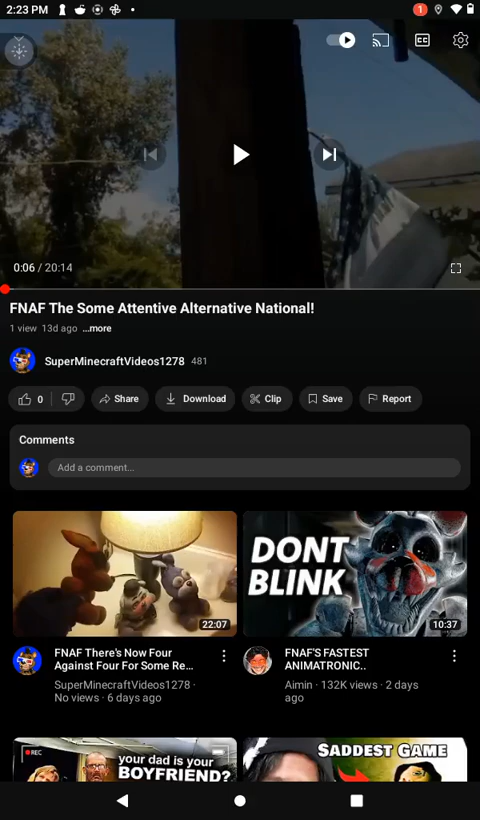 2:23 PM
1
CC
0:06 / 20:14
FNAF The Some Attentive Alternative National!
1 view 13d ago ...more
SuperMinecraftVideos1278 481
0 Share Download Clip Save Report
Comments
Add a comment...
DONT
BLINK
22:07
10:37
FNAF There's Now Four
Against Four For Some Re...
SuperMinecraftVideos1278 ·
No views · 6 days ago
FNAF'S FASTEST
ANIMATRONIC..
Aimin · 132K views · 2 days
ago
REC
your dad is your
BOYFRIEND?
SADDEST GAME